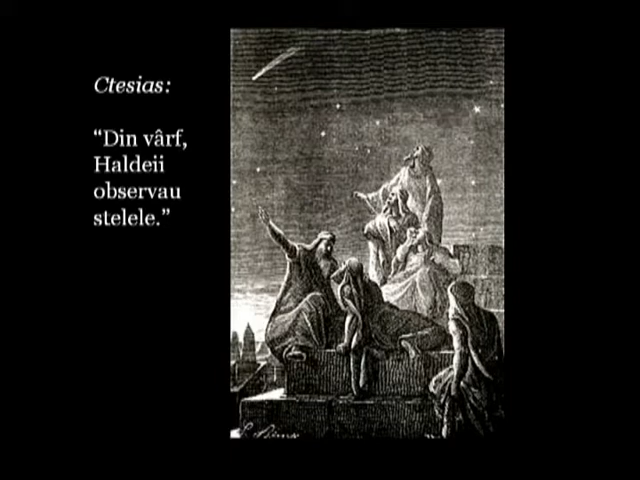 Ctesias:
“Din vârf,
Haldeii
observau
stelele.”